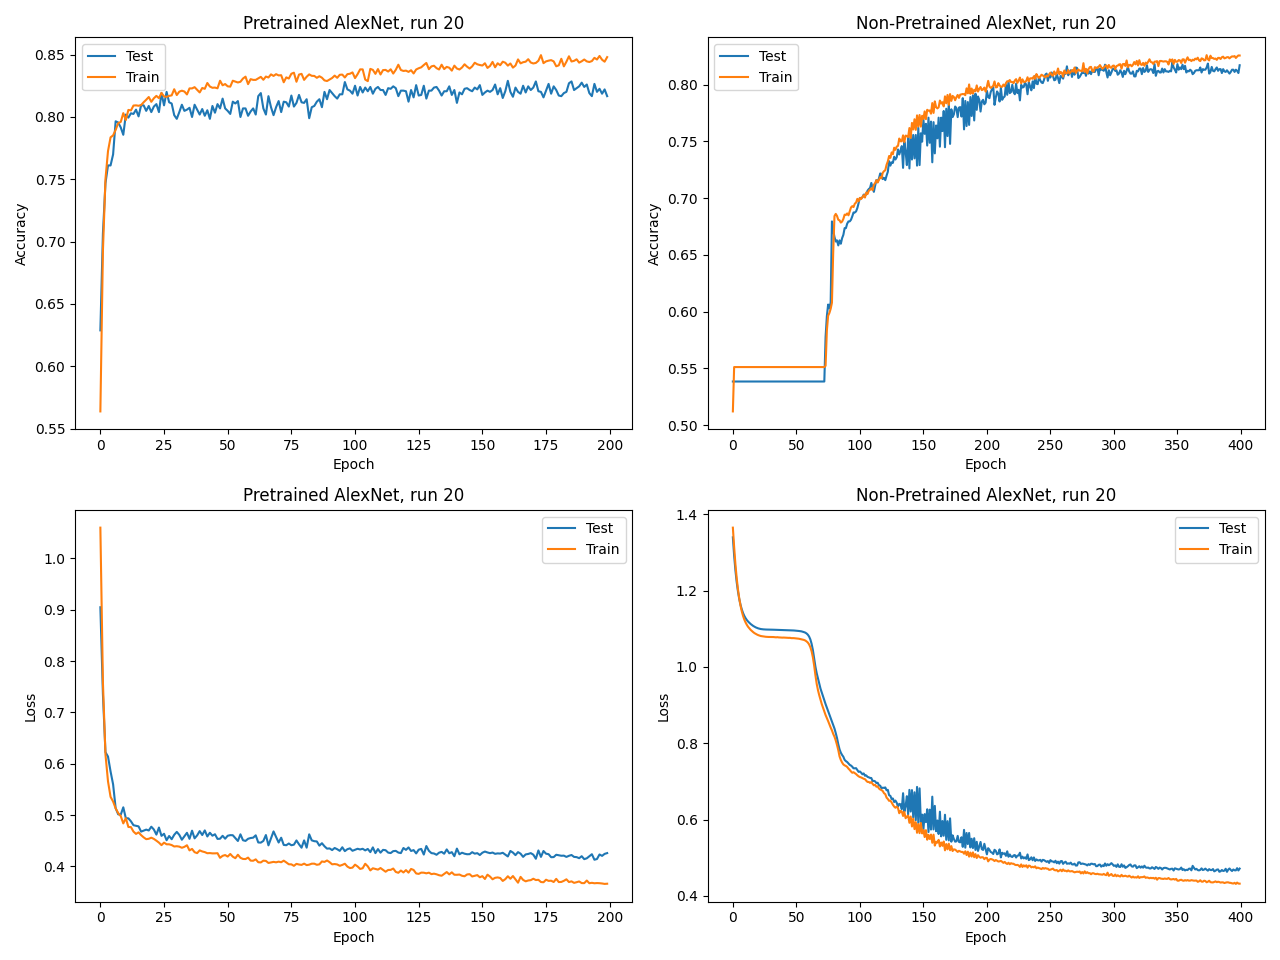 Pretrained AlexNet, run 20
Test
Train
0.85
0.80
0.75
0.70
0.65
0.60
0.55
Accuracy
0 25 50 75 100 125 150 175 200
Epoch
Non-Pretrained AlexNet, run 20
Test
Train
0.80
0.75
0.70
0.65
0.60
0.55
0.50
Accuracy
0 50 100 150 200 250 300 350 400
Epoch
Pretrained AlexNet, run 20
Test
Train
1.0
0.9
0.8
0.7
0.6
0.5
0.4
Loss
0 25 50 75 100 125 150 175 200
Epoch
Non-Pretrained AlexNet, run 20
Test
Train
1.4
1.2
1.0
0.8
0.6
0.4
Loss
0 50 100 150 200 250 300 350 400
Epoch